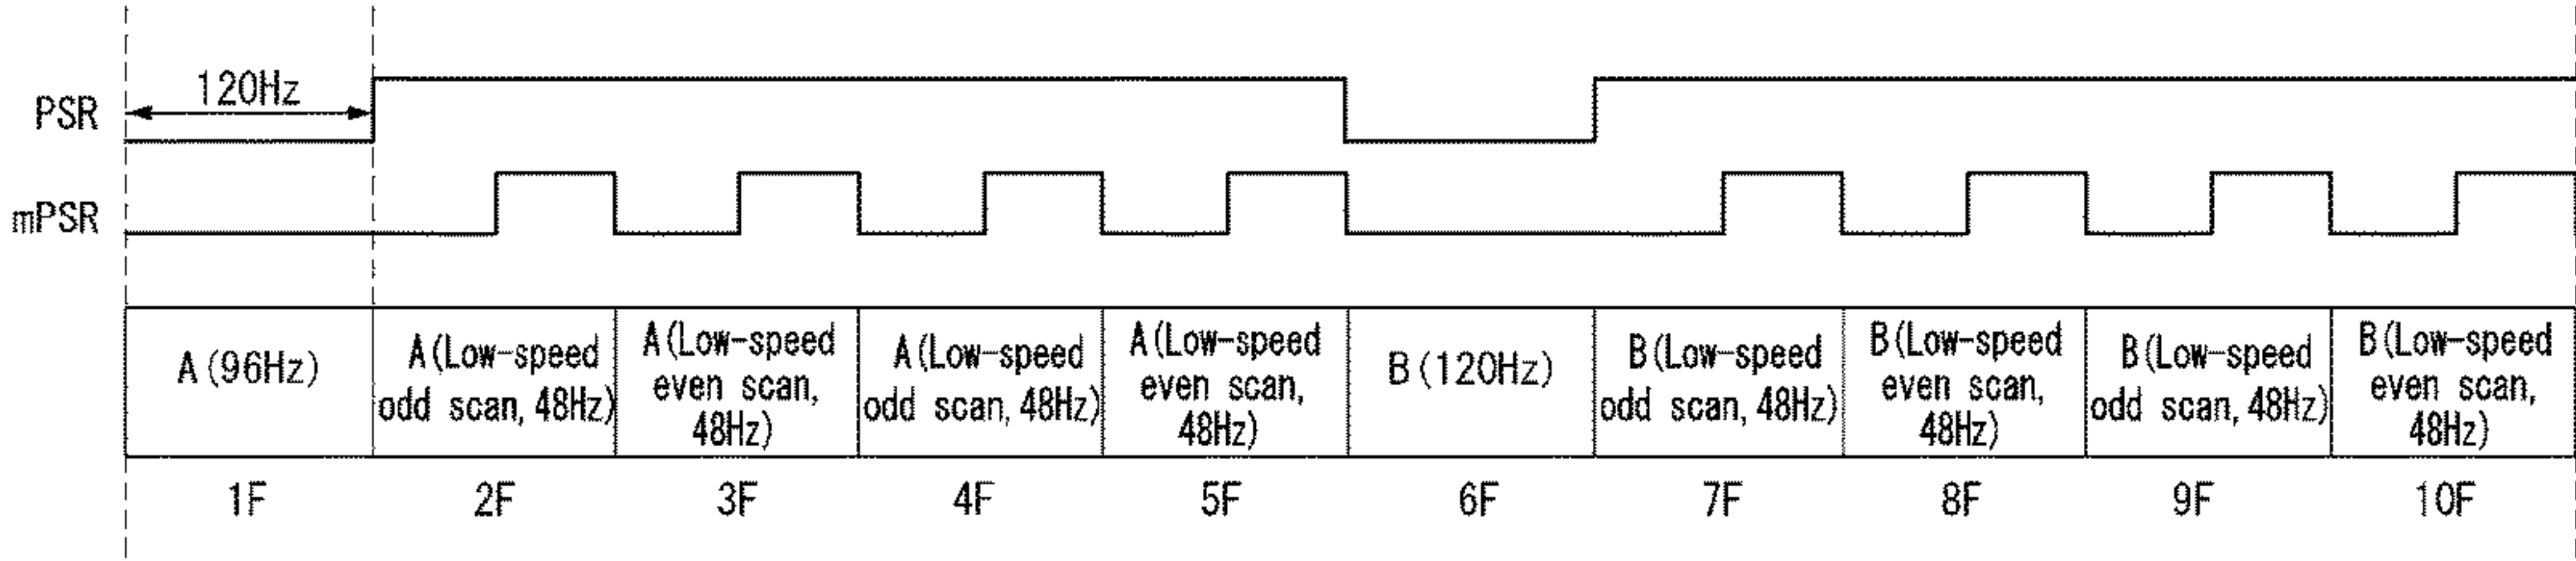 PSR
120Hz
mPSR
A(96Hz)
A(Low-speed
odd scan, 48Hz)
A(Low-speed
even scan,
48Hz)
A(Low-speed
odd scan, 48Hz)
A(Low-speed
even scan,
48Hz)
B(120Hz)
B(Low-speed
odd scan, 48Hz)
B(Low-speed
even scan,
48Hz)
B(Low-speed
odd scan, 48Hz)
B(Low-speed
even scan,
48Hz)
1F 2F 3F 4F 5F 6F 7F 8F 9F 10F